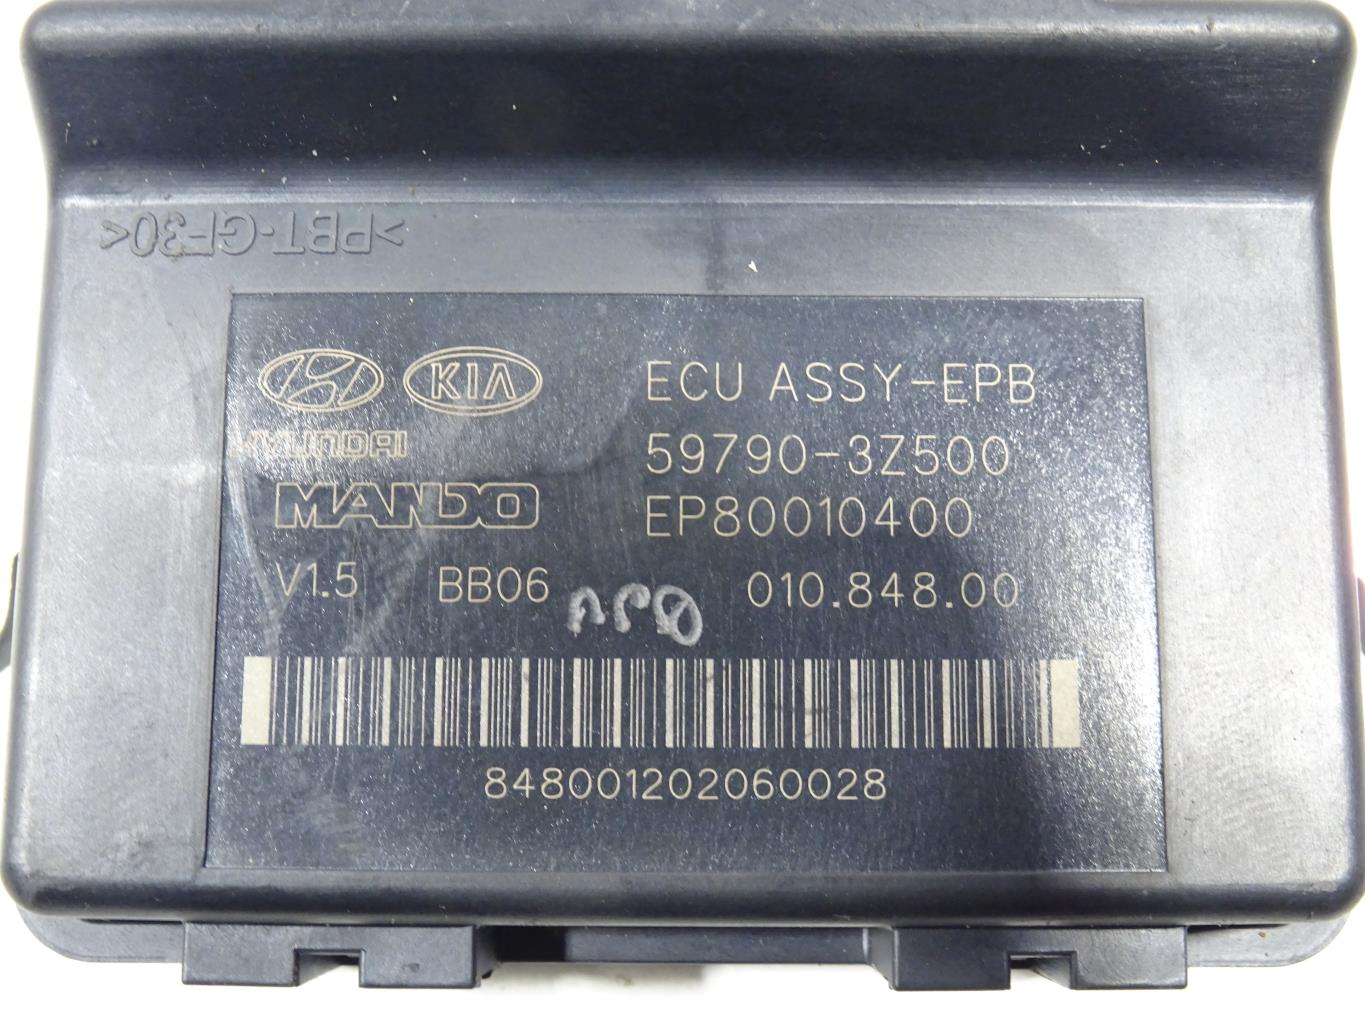 >PBT-GF30<
KIA
HYUNDAI
MANDO
ECU ASSY-EPB
59790-3Z500
EP80010400
V1.5 BB06 010.848.00
848001202060028